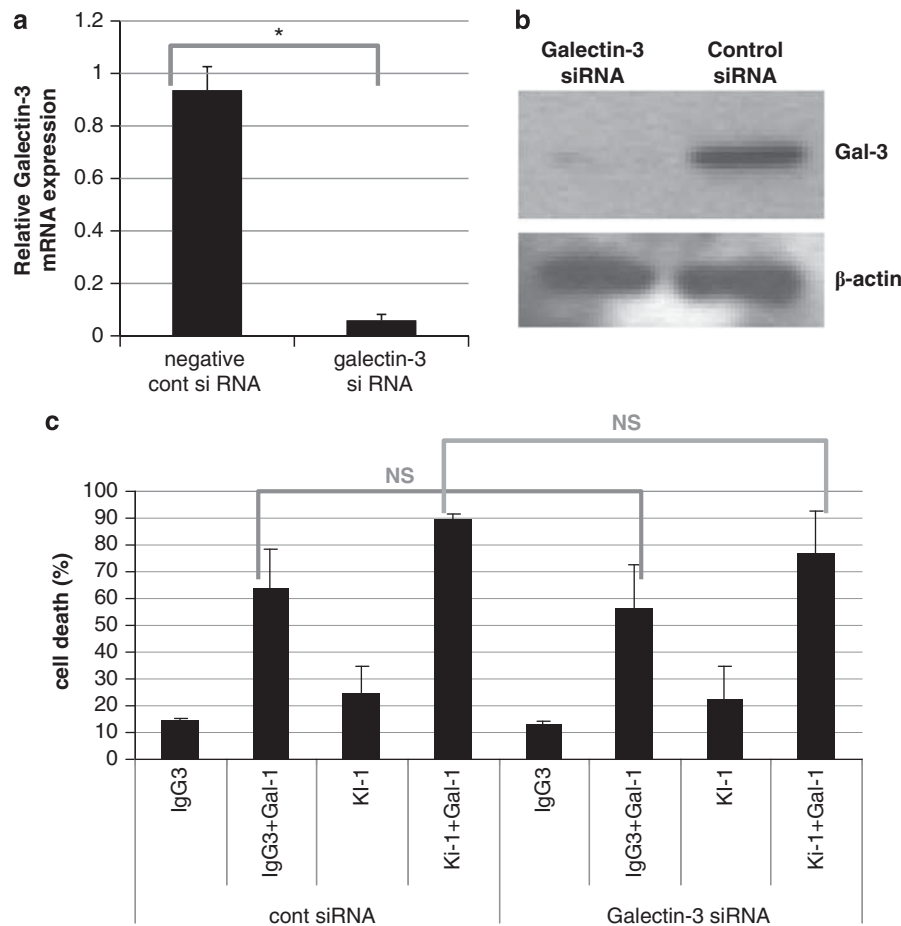 a
1.2
*
1
0.8
0.6
0.4
0.2
0
Relative Galectin-3
mRNA expression
negative
cont si RNA
galectin-3
si RNA
b
Galectin-3
siRNA
Control
siRNA
Gal-3
β-actin
c
NS
NS
100
90
80
70
60
50
40
30
20
10
0
cell death (%)
IgG3
IgG3+Gal-1
KI-1
Ki-1+Gal-1
IgG3
IgG3+Gal-1
KI-1
Ki-1+Gal-1
cont siRNA
Galectin-3 siRNA